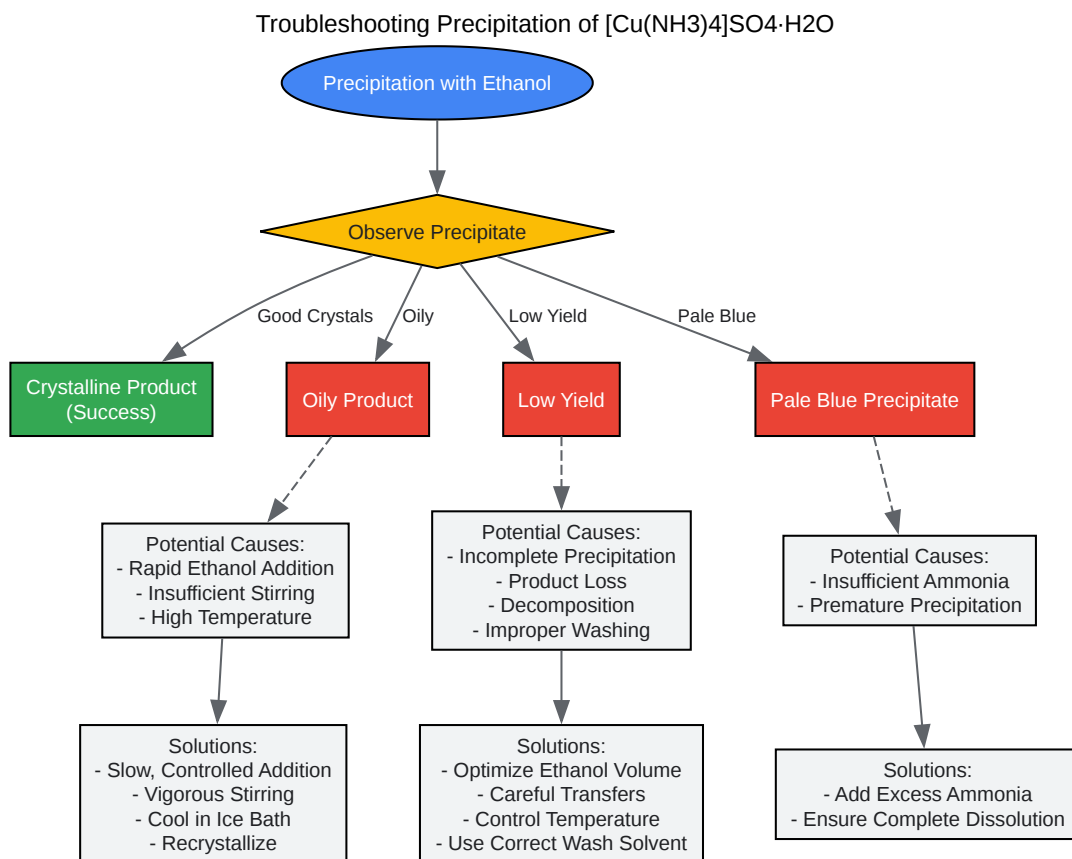 Troubleshooting Precipitation of [Cu(NH3)4]SO4·H2O
Precipitation with Ethanol
Observe Precipitate
Good Crystals
Oily
Low Yield
Pale Blue
Crystalline Product
(Success)
Oily Product
Low Yield
Pale Blue Precipitate
Potential Causes:
- Rapid Ethanol Addition
- Insufficient Stirring
- High Temperature
Potential Causes:
- Incomplete Precipitation
- Product Loss
- Decomposition
- Improper Washing
Potential Causes:
- Insufficient Ammonia
- Premature Precipitation
Solutions:
- Slow, Controlled Addition
- Vigorous Stirring
- Cool in Ice Bath
- Recrystallize
Solutions:
- Optimize Ethanol Volume
- Careful Transfers
- Control Temperature
- Use Correct Wash Solvent
Solutions:
- Add Excess Ammonia
- Ensure Complete Dissolution